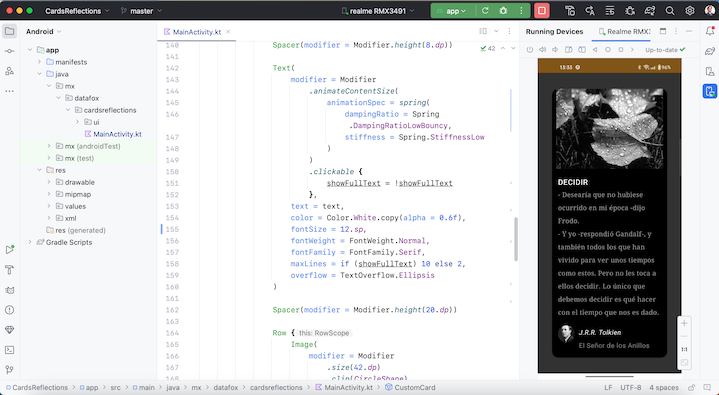 CardsReflections
master
realme RMX3491
app
Android
MainActivity.kt
42
Running Devices
Realme RMX
Up-to-date
app
manifests
java
mx
datafox
cardsreflections
ui
MainActivity.kt
mx (androidTest)
mx (test)
res
drawable
mipmap
values
xml
res (generated)
Gradle Scripts
140 Spacer(modifier = Modifier.height(8.dp))
141
142 Text(
143 modifier = Modifier
144 .animateContentSize(
145 animationSpec = spring(
146 dampingRatio = Spring
.DampingRatioLowBouncy,
147 stiffness = Spring.StiffnessLow
148 )
149 )
150 .clickable {
151 showFullText = !showFullText
152 },
153 text = text,
154 color = Color.White.copy(alpha = 0.6f),
155 fontSize = 12.sp,
156 fontWeight = FontWeight.Normal,
157 fontFamily = FontFamily.Serif,
158 maxLines = if (showFullText) 10 else 2,
159 overflow = TextOverflow.Ellipsis
160 )
161
162 Spacer(modifier = Modifier.height(20.dp))
163
164 Row { this: RowScope
165 Image(
166 modifier = Modifier
167 .size(42.dp)
168 .clip(CircleShape)
13:33
96%
DECIDIR
- Desearía que no hubiese
ocurrido en mi época -dijo
Frodo.
- Y yo -respondió Gandalf-, y
también todos los que han
vivido para ver unos tiempos
como estos. Pero no les toca a
ellos decidir. Lo único que
debemos decidir es qué hacer
con el tiempo que nos es dado.
J.R.R. Tolkien
El Señor de los Anillos
1:1
CardsReflections > app > src > main > java > mx > datafox > cardsreflections > MainActivity.kt > CustomCard
LF UTF-8 4 spaces